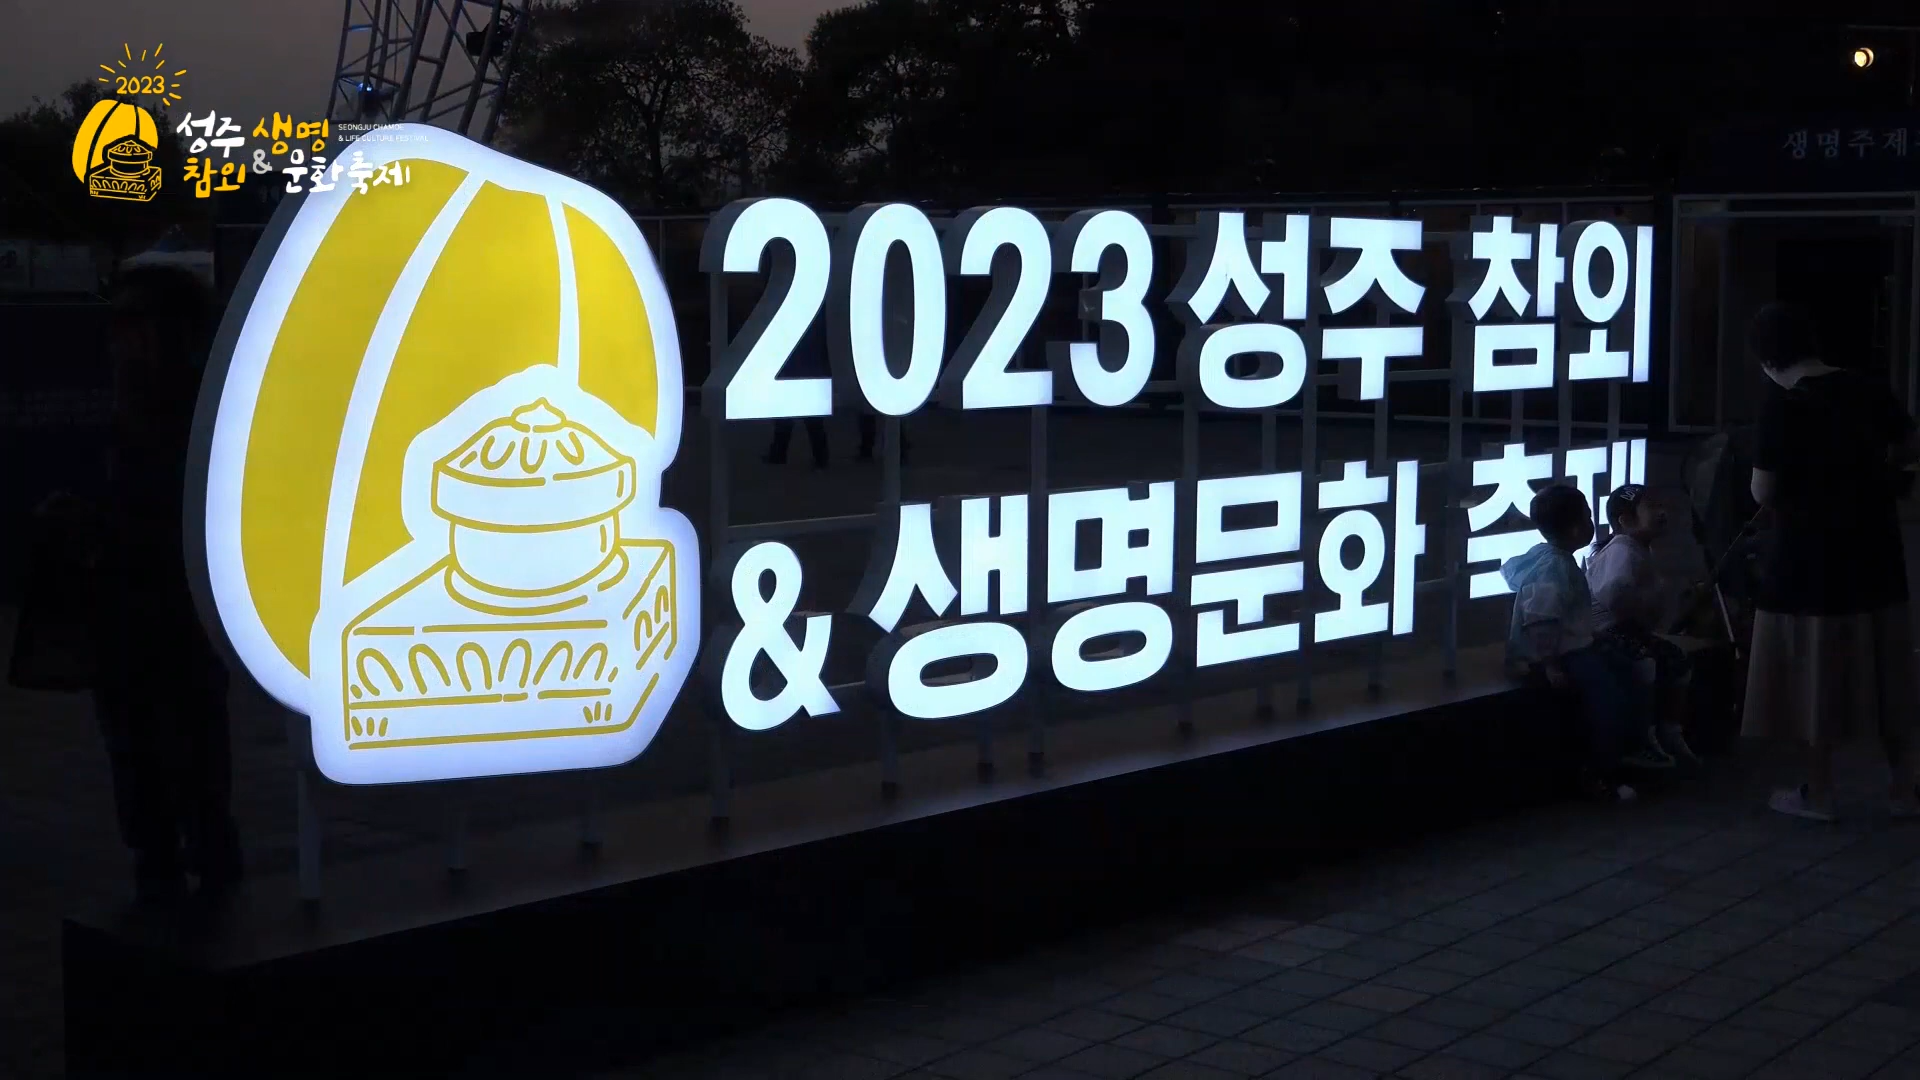 2023
성주 생명
참외 & 문화축제
SEONGJU CHAMOE
& LIFE CULTURE FESTIVAL
2023 성주 참외
& 생명문화 축제
생명주제